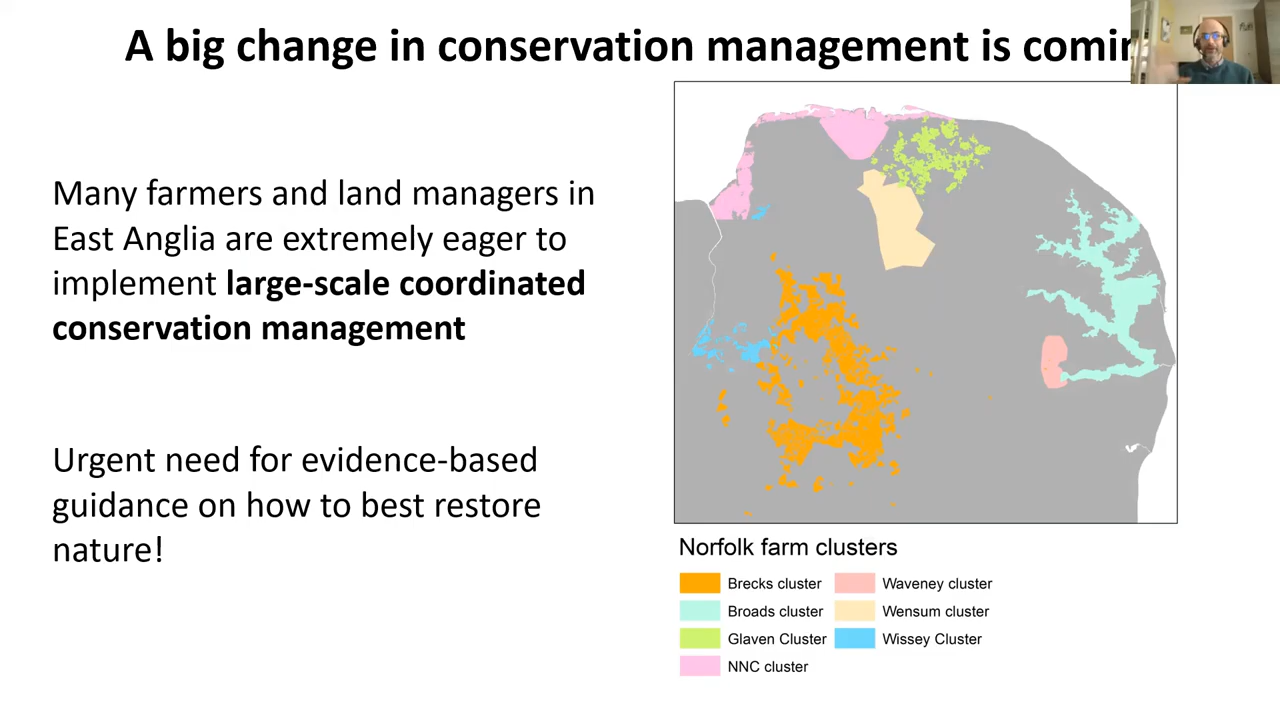 A big change in conservation management is comin
Many farmers and land managers in
East Anglia are extremely eager to
implement large-scale coordinated
conservation management
Urgent need for evidence-based
guidance on how to best restore
nature!
Norfolk farm clusters
Brecks cluster
Broads cluster
Glaven Cluster
NNC cluster
Waveney cluster
Wensum cluster
Wissey Cluster